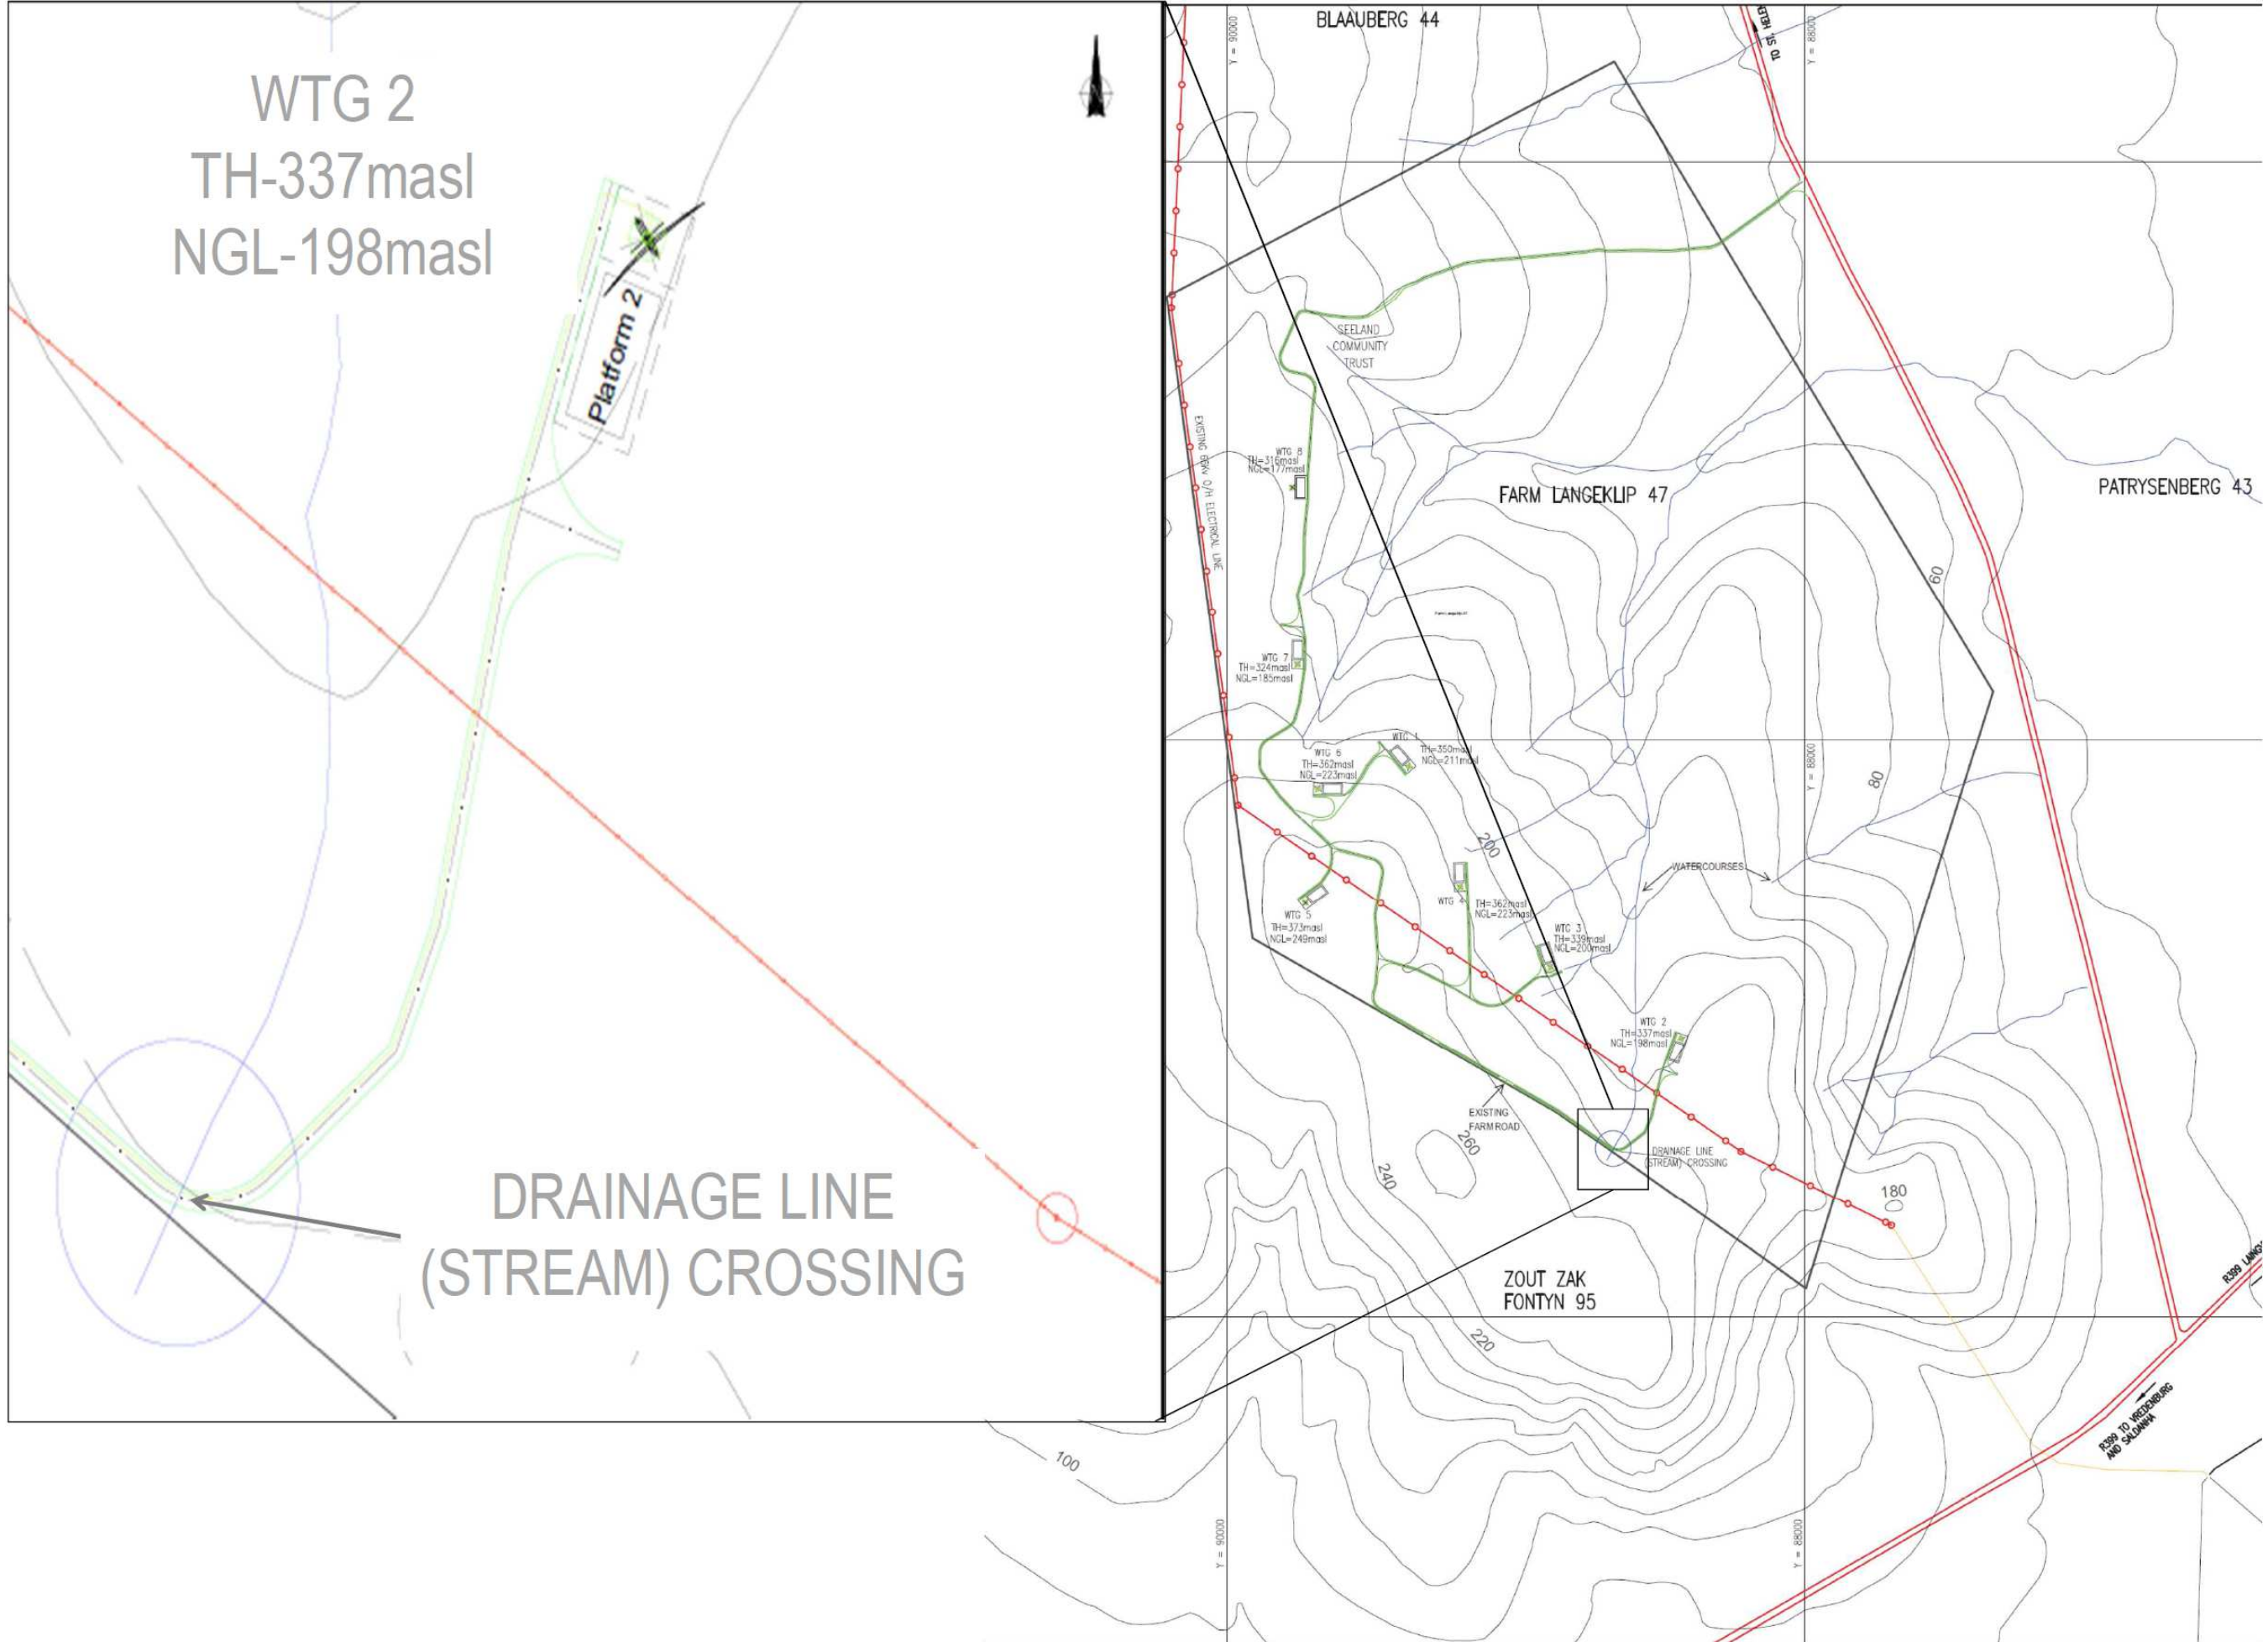 WTG 2
TH-337masl
NGL-198masl
Platform 2
DRAINAGE LINE
(STREAM) CROSSING
BLAAUBERG 44
Y = 90000
TO ST. HELEN
Y = 88000
SEELAND
COMMUNITY
TRUST
EXISTING 66Kv O/H ELECTRICAL LINE
WTG 8
TH=316masl
NGL=177masl
FARM LANGEKLIP 47
PATRYSENBERG 43
60
WTG 7
TH=324masl
NGL=185masl
WTG 6
TH=362masl
NGL=223masl
WTG 1
TH=350masl
NGL=211masl
Y = 88000
80
200
WATERCOURSES
WTG 4
TH=362masl
NGL=223masl
WTG 5
TH=373masl
NGL=249masl
WTG 3
TH=339masl
NGL=200masl
WTG 2
TH=337masl
NGL=198masl
EXISTING
FARM ROAD
260
240
DRAINAGE LINE
(STREAM) CROSSING
180
ZOUT ZAK
FONTYN 95
220
R399 TO VREDENBURG
AND SALDANHA
100
Y = 90000
Y = 88000